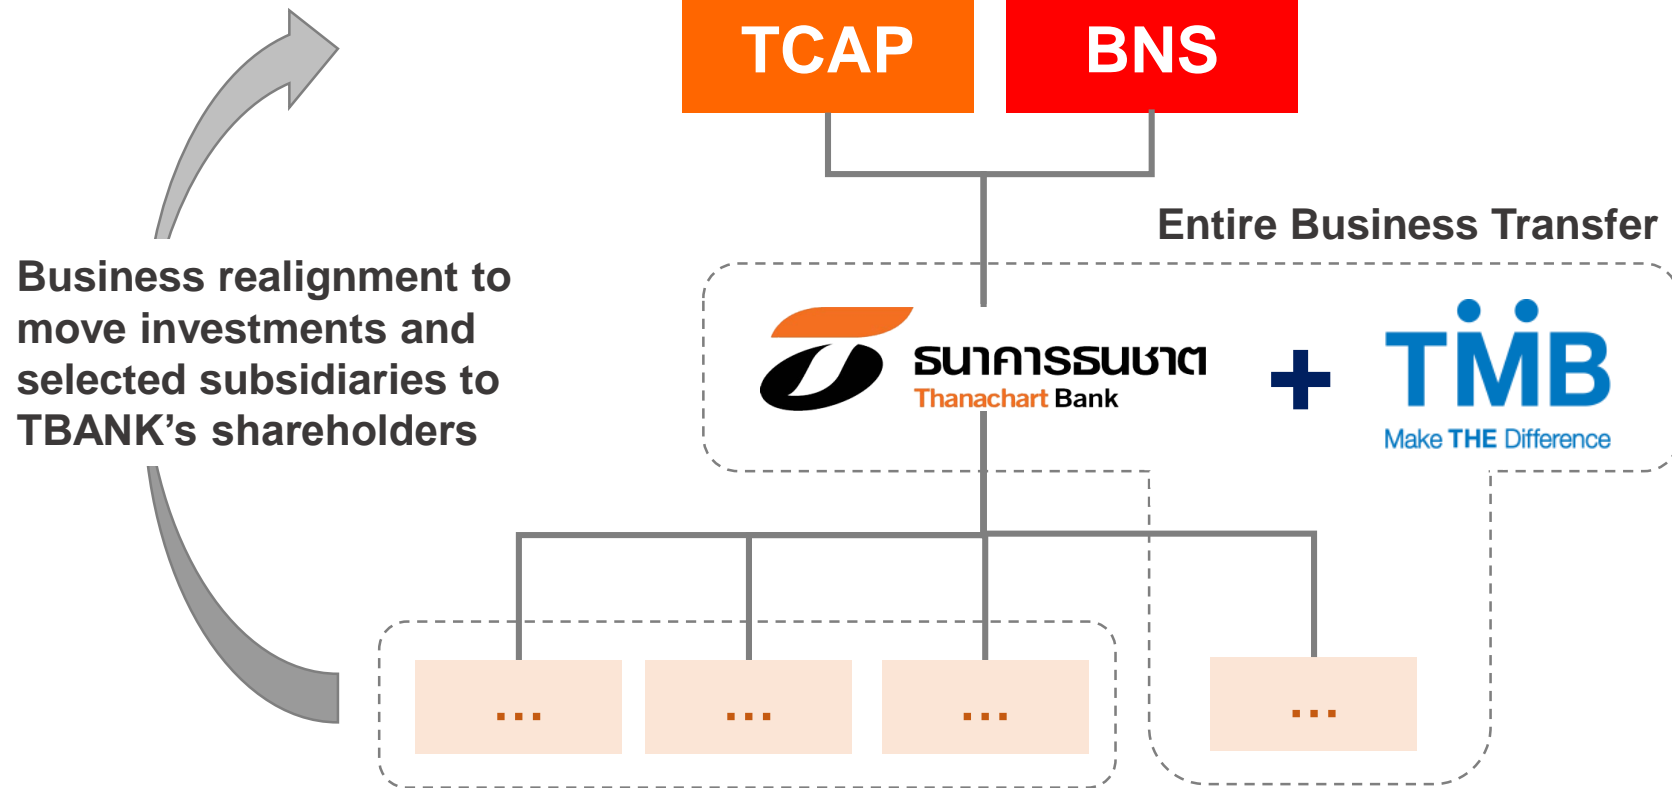 TCAP
BNS
Entire Business Transfer
Business realignment to
move investments and
selected subsidiaries to
TBANK’s shareholders
ธนาคารธนชาต
Thanachart Bank
+
TMB
Make THE Difference
...
...
...
...